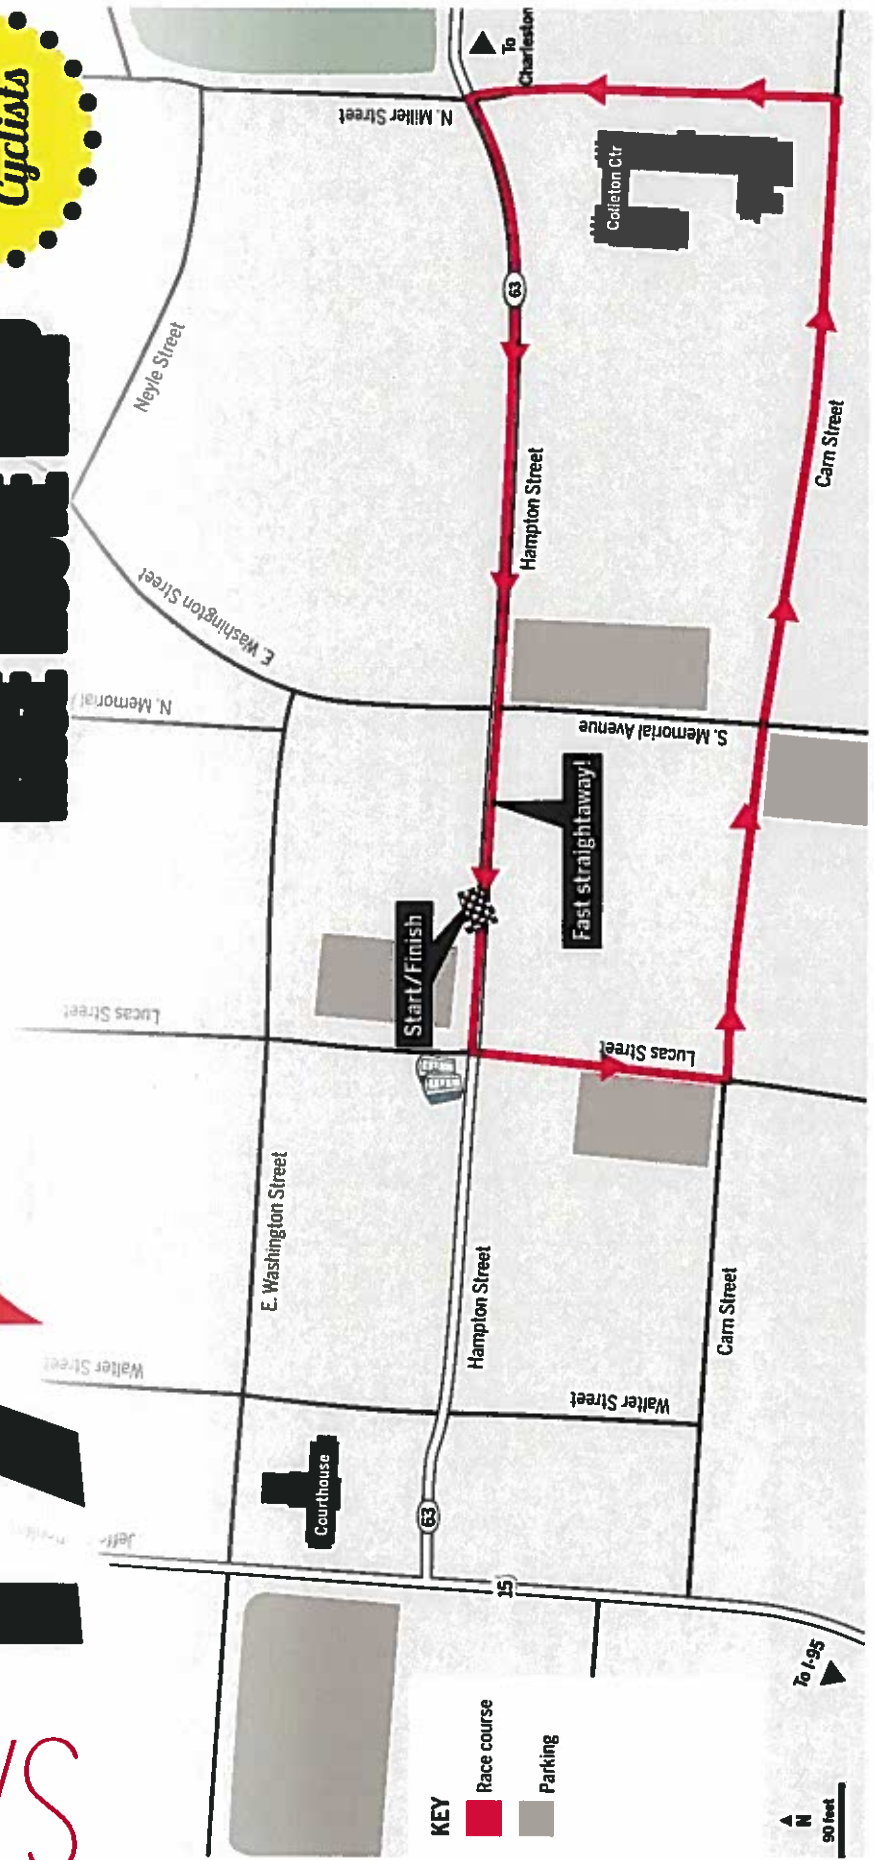 Cyclists
Neyle Street
E. Washington Street
N. Memorial
Lucas Street
Walter Street
Jeff
N. Miller Street
To
Charleston
Colleton Ctr
63
Hampton Street
Carn Street
S. Memorial Avenue
Fast straightaway!
Start/Finish
Lucas Street
E. Washington Street
Hampton Street
Carn Street
Walter Street
Courthouse
63
15
To I-95
KEY
Race course
Parking
N
90 feet